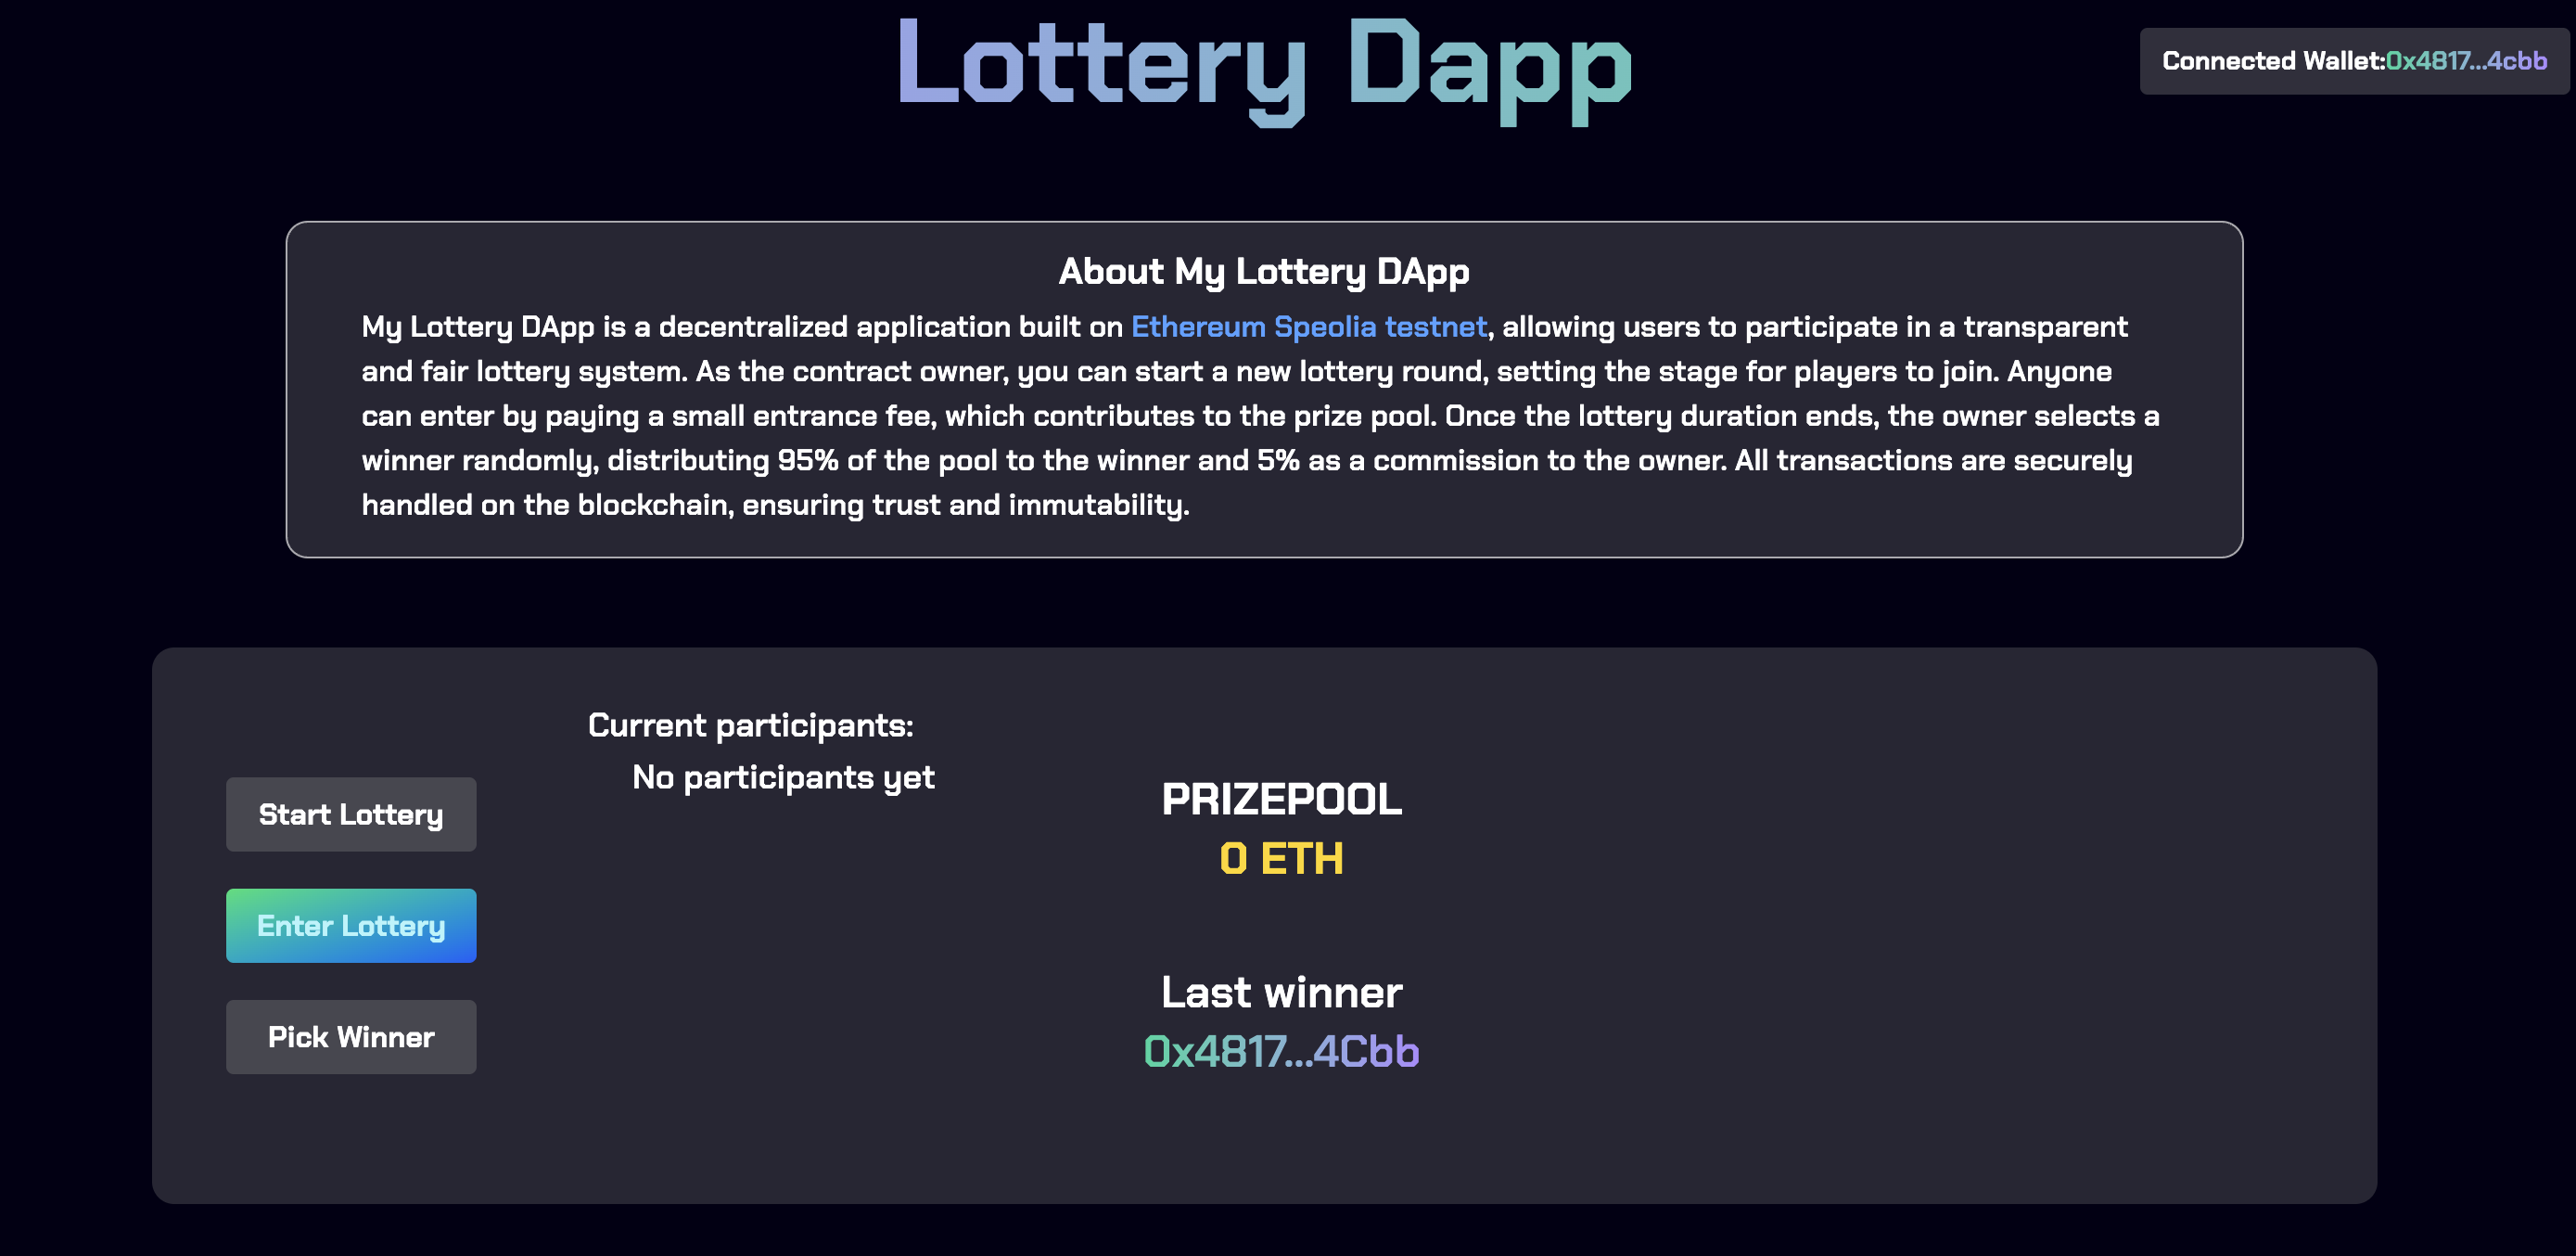 Lottery Dapp
Connected Wallet:0x4817...4cbb
About My Lottery DApp
My Lottery DApp is a decentralized application built on Ethereum Speolia testnet, allowing users to participate in a transparent
and fair lottery system. As the contract owner, you can start a new lottery round, setting the stage for players to join. Anyone
can enter by paying a small entrance fee, which contributes to the prize pool. Once the lottery duration ends, the owner selects a
winner randomly, distributing 95% of the pool to the winner and 5% as a commission to the owner. All transactions are securely
handled on the blockchain, ensuring trust and immutability.
Start Lottery
Enter Lottery
Pick Winner
Current participants:
No participants yet
PRIZEPOOL
0 ETH
Last winner
0x4817...4Cbb